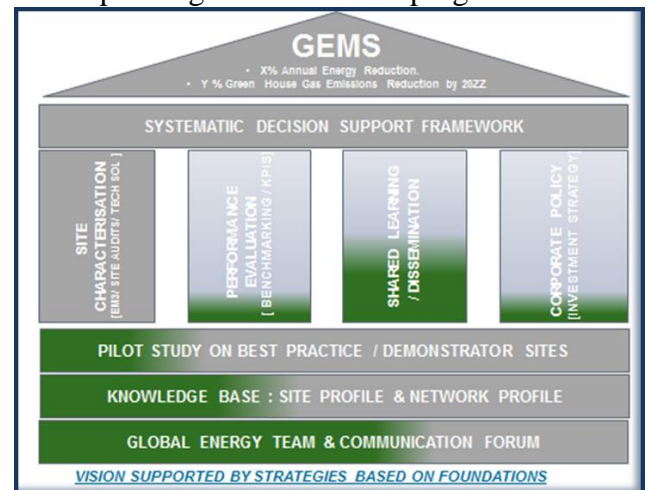 GEMS
• X% Annual Energy Reduction.
• Y % Green House Gas Emissions Reduction by 20ZZ
SYSTEMATIIC DECISION SUPPORT FRAMEWORK
SITE
CHARACTERISATION
[EM3/ SITE AUDITS/ TECH SOL ]
PERFORMANCE
EVALUATION
[ BENCHMARKING / KPIS]
SHARED LEARNING
/ DISSEMINATION
CORPORATE POLICY
[INVESTMENT STRATEGY]
PILOT STUDY ON BEST PRACTICE / DEMONSTRATOR SITES
KNOWLEDGE BASE : SITE PROFILE & NETWORK PROFILE
GLOBAL ENERGY TEAM & COMMUNICATION FORUM
VISION SUPPORTED BY STRATEGIES BASED ON FOUNDATIONS